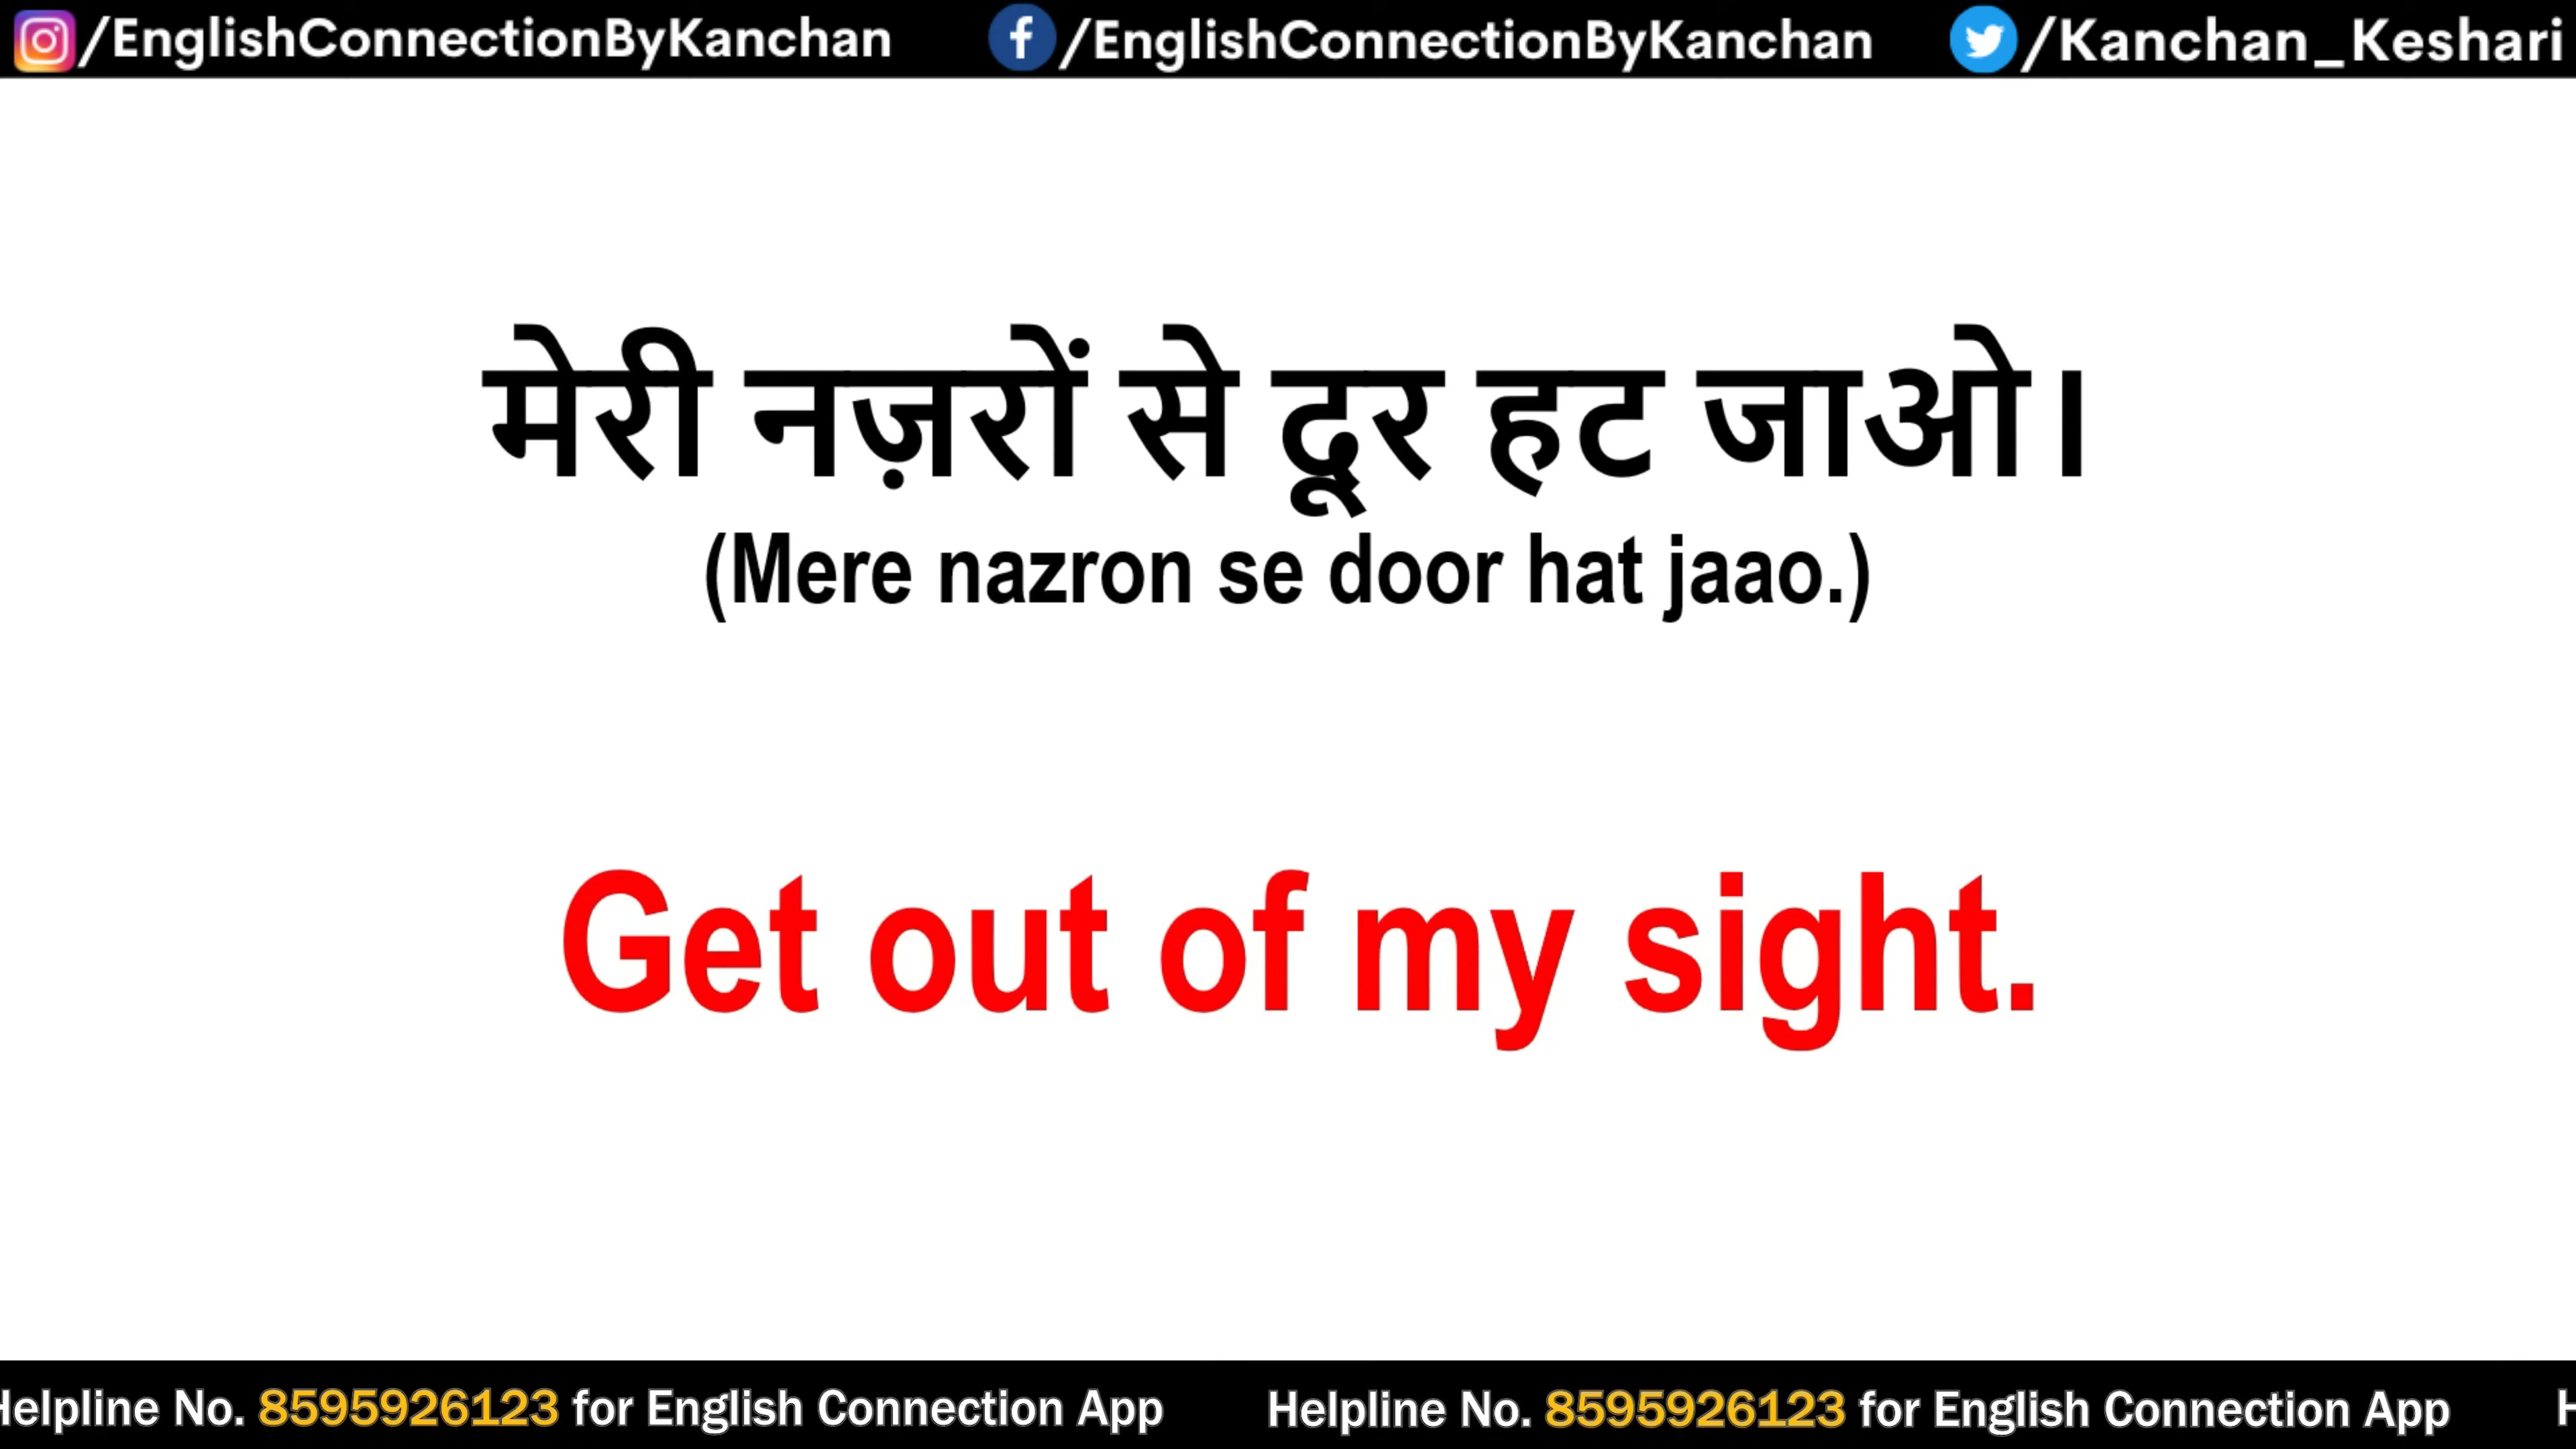 /EnglishConnectionByKanchan /EnglishConnectionByKanchan /Kanchan_Keshari
मेरी नज़रों से दूर हट जाओ।
(Mere nazron se door hat jaao.)
Get out of my sight.
Helpline No. 8595926123 for English Connection App Helpline No. 8595926123 for English Connection App